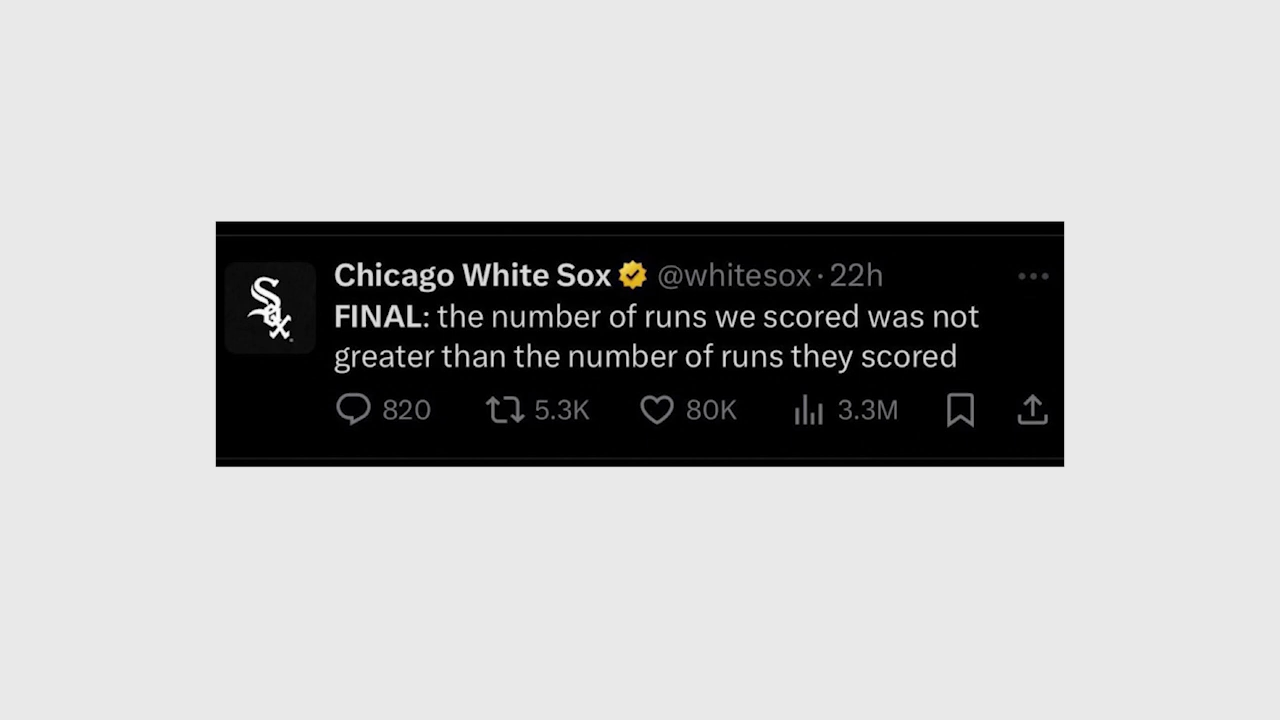 Sox
Chicago White Sox @whitesox · 22h
FINAL: the number of runs we scored was not
greater than the number of runs they scored
820 5.3K 80K 3.3M